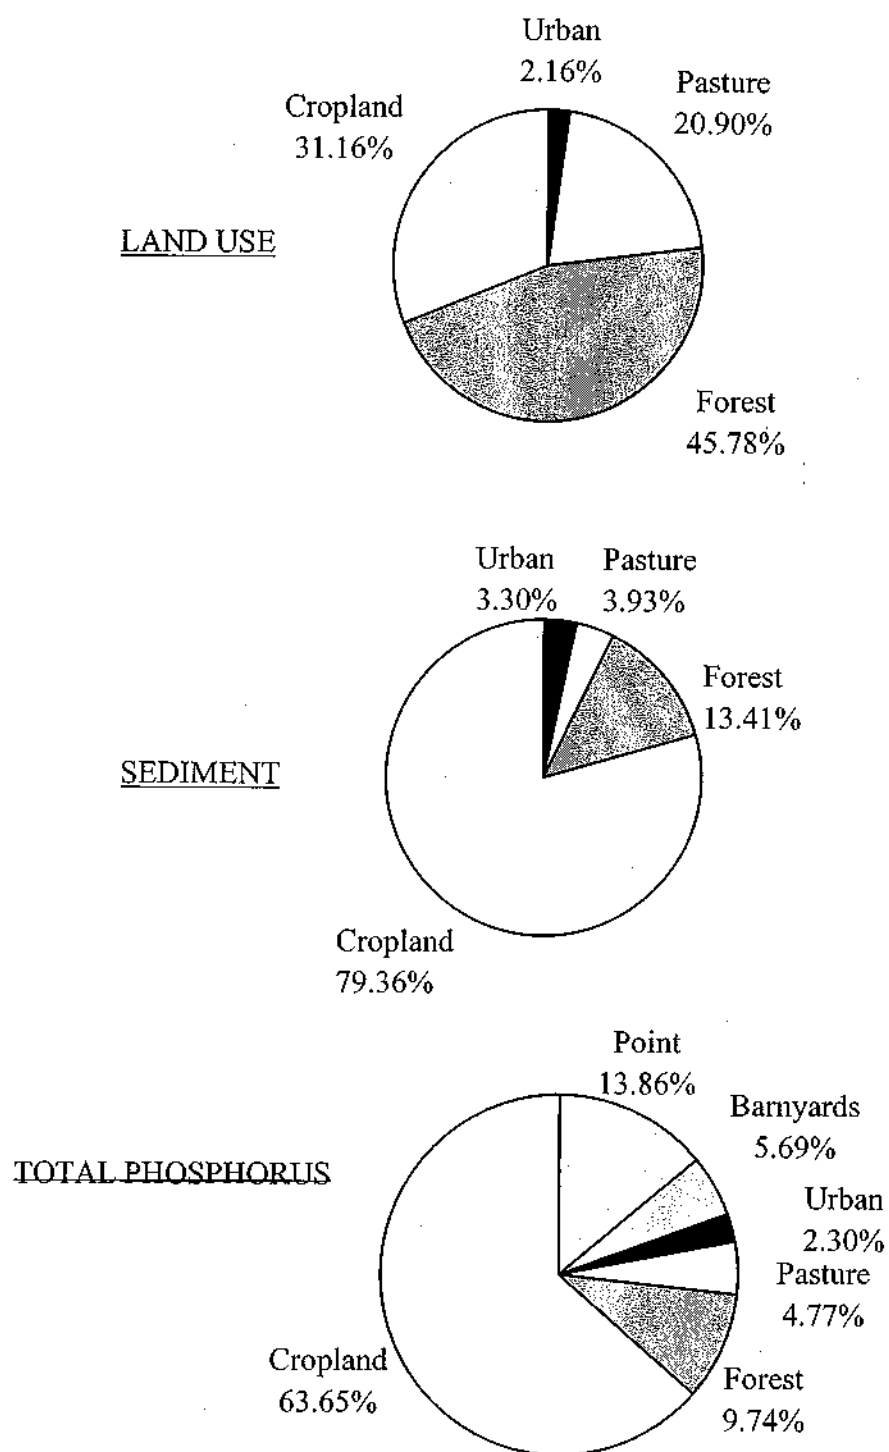 Urban
2.16%
Pasture
20.90%
Cropland
31.16%
LAND USE
Forest
45.78%
Urban
3.30%
Pasture
3.93%
Forest
13.41%
SEDIMENT
Cropland
79.36%
Point
13.86%
Barnyards
5.69%
TOTAL PHOSPHORUS
Urban
2.30%
Pasture
4.77%
Cropland
63.65%
Forest
9.74%